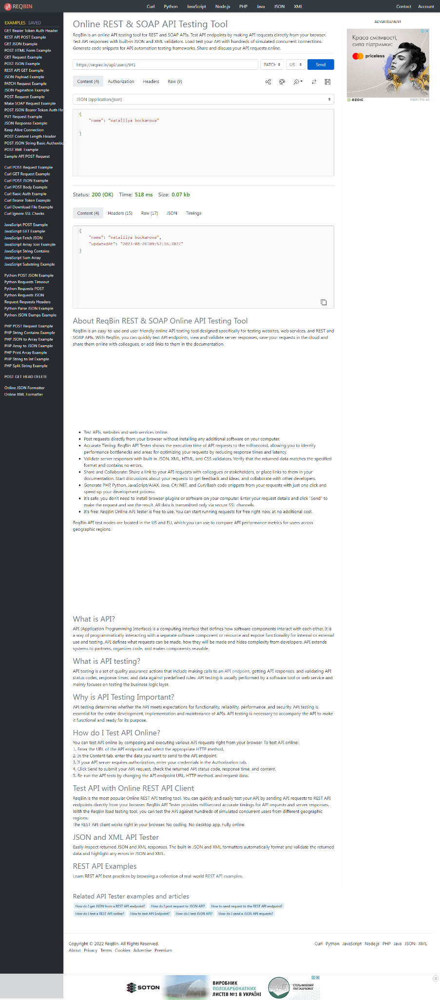 REQBIN
Curl Python JavaScript Node.js PHP Java JSON XML
Contact Account
EXAMPLES SAVED
GET Bearer Token Auth Header
REST API POST Example
GET JSON Example
POST HTML Form Example
GET Request Example
POST JSON Example
REST API GET Example
JSON Payload Example
PATCH Request Example
JSON Pagination Example
POST Request Example
Make SOAP Request Example
POST JSON Bearer Token Auth He
PUT Request Example
JSON Response Example
Keep Alive Connection
POST Content Length Header
POST JSON String Basic Authentic
POST XML Example
Sample API POST Request
Curl POST Request Example
Curl GET Request Example
Curl POST JSON Example
Curl POST Body Example
Curl Basic Auth Example
Curl Bearer Token Example
Curl Download File Example
Curl Ignore SSL Checks
JavaScript POST Example
JavaScript GET Example
JavaScript Fetch JSON
JavaScript Array Join Example
JavaScript String Contains
JavaScript Sum Array
JavaScript Substring Example
Python POST JSON Example
Python Requests Timeout
Python Requests POST
Python Requests JSON
Request Requests Headers
Python Parse JSON Example
Python JSON Dumps Example
PHP POST Request Example
PHP String Contains Example
PHP JSON to Array Example
PHP Array to JSON Example
PHP Print Array Example
PHP String to Int Example
PHP Split String Example
POST GET HEAD DELETE
Online JSON Formatter
Online XML Formatter
Online REST & SOAP API Testing Tool
ReqBin is an online API testing tool for REST and SOAP APIs. Test API endpoints by making API requests directly from your browser.
Test API responses with built-in JSON and XML validators. Load test your API with hundreds of simulated concurrent connections.
Generate code snippets for API automation testing frameworks. Share and discuss your API requests online.
https://reqres.in/api/users/941
PATCH
US
Send
Content (4) Authorization Headers Raw (9)
JSON (application/json)
{
"name": "nataliiya bockarova"
}
Status: 200 (OK) Time: 518 ms Size: 0.07 kb
Content (4) Headers (15) Raw (17) JSON Timings
{
"name": "nataliiya bockarova",
"updatedAt": "2023-08-24T09:57:16.707Z"
}
About ReqBin REST & SOAP Online API Testing Tool
ReqBin is an easy-to-use and user-friendly online API testing tool designed specifically for testing websites, web services, and REST and
SOAP APIs. With ReqBin, you can quickly test API endpoints, view and validate server responses, save your requests in the cloud and
share them online with colleagues, or add links to them in the documentation.
Test APIs, websites and web services online.
Post requests directly from your browser without installing any additional software on your computer.
Accurate Timing: ReqBin API Tester shows the execution time of API requests to the millisecond, allowing you to identify
performance bottlenecks and areas for optimizing your requests by reducing response times and latency.
Validate server responses with built-in JSON, XML, HTML, and CSS validators. Verify that the returned data matches the specified
format and contains no errors.
Share and Collaborate: Share a link to your API requests with colleagues or stakeholders, or place links to them in your
documentation. Start discussions about your requests to get feedback and ideas, and collaborate with other developers.
Generate PHP, Python, JavaScript/AJAX, Java, C#/.NET, and Curl/Bash code snippets from your requests with just one click and
speed up your development process.
It's safe: you don't need to install browser plugins or software on your computer. Enter your request details and click "Send" to
make the request and see the result. All data is transmitted only via secure SSL channels.
It's free: ReqBin Online API Tester is free to use. You can start running requests for free right now, at no additional cost.
ReqBin API test nodes are located in the US and EU, which you can use to compare API performance metrics for users across
geographic regions.
What is API?
API (Application Programming Interface) is a computing interface that defines how software components interact with each other. It is
a way of programmatically interacting with a separate software component or resource and expose functionality for internal or external
use and testing. API defines what requests can be made, how they will be made and hides complexity from developers. API extends
systems to partners, organizes code, and makes components reusable.
What is API testing?
API testing is a set of quality assurance actions that include making calls to an API endpoint, getting API responses, and validating API
status codes, response times, and data against predefined rules. API testing is usually performed by a software tool or web service and
mainly focuses on testing the business logic layer.
Why is API Testing Important?
API testing determines whether the API meets expectations for functionality, reliability, performance, and security. API testing is
essential for the entire development, implementation and maintenance of APIs. API testing is necessary to accompany the API to make
it functional and ready for its purpose.
How do I Test API Online?
You can test API online by composing and executing various API requests right from your browser. To test API online:
1. Enter the URL of the API endpoint and select the appropriate HTTP method.
2. In the Content tab, enter the data you want to send to the API endpoint.
3. If your API server requires authorization, enter your credentials in the Authorization tab.
4. Click Send to submit your API request, check the returned API status code, response time, and content.
5. Re-run the API tests by changing the API endpoint URL, HTTP method, and request data.
Test API with Online REST API Client
ReqBin is the most popular Online REST API testing tool. You can quickly and easily test your API by sending API requests to REST API
endpoints directly from your browser. ReqBin API Tester provides millisecond accurate timings for API requests and server responses.
With the ReqBin load testing tool, you can test the API against hundreds of simulated concurrent users from different geographic
regions.
The REST API client works right in your browser. No coding. No desktop app. Fully online.
JSON and XML API Tester
Easily inspect returned JSON and XML responses. The built-in JSON and XML formatters automatically format and validate the returned
data and highlight any errors in JSON and XML.
REST API Examples
Learn REST API best practices by browsing a collection of real-world REST API examples.
Related API Tester examples and articles
How do I get JSON from a REST API endpoint? How do I post request to JSON API? How to send request to the REST API endpoint?
How do I test a REST API online? How to test API Endpoint? How do I test JSON API? How do I send a JSON API requests?
ADVERTISEMENT
Краса сміливості,
сила підтримки:
priceless
ezoic
report this ad
Copyright © 2022 ReqBin. All Rights Reserved.
About Privacy Terms Cookies Advertise Premium
Curl Python JavaScript Node.js PHP Java JSON XML
SOTON
ВИРОБНИК
ПОЛІКАРБОНАТНИХ
ЛИСТІВ №1 В УКРАЇНІ
СТІЛЬНИКОВИЙ
ПОЛІКАРБОНАТ
X